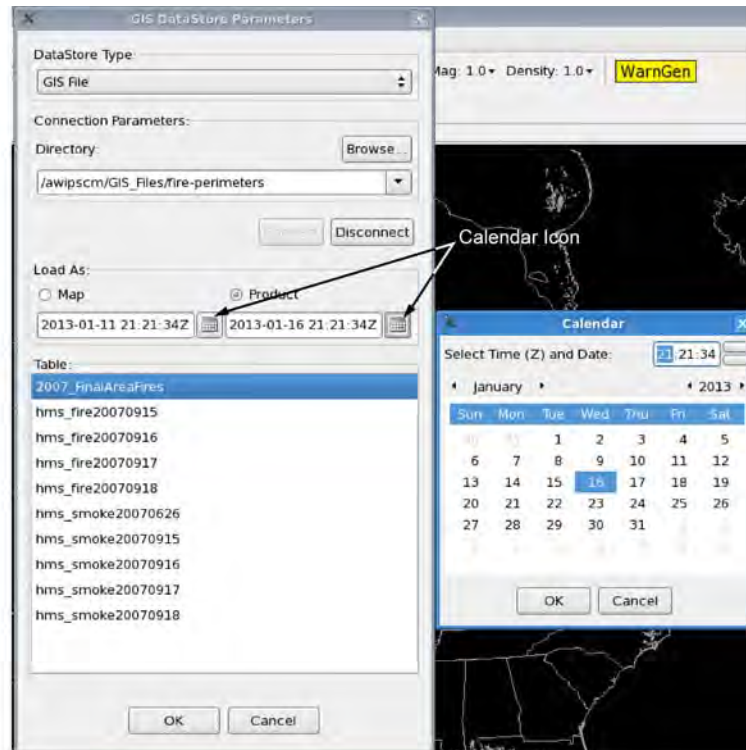 GIS DataStore Parameters
DataStore Type
GIS File
Connection Parameters:
Directory:
Browse...
/awipscm/GIS_Files/fire-perimeters
Disconnect
Load As:
Map
Product
2013-01-11 21:21:34Z
2013-01-16 21:21:34Z
Table:
2007_FinalAreaFires
hms_fire20070915
hms_fire20070916
hms_fire20070917
hms_fire20070918
hms_smoke20070626
hms_smoke20070915
hms_smoke20070916
hms_smoke20070917
hms_smoke20070918
OK
Cancel
Mag: 1.0 Density: 1.0
WarnGen
Calendar Icon
Calendar
Select Time (Z) and Date:
21:21:34
January
2013
Sun Mon Tue Wed Thu Fri Sat
1 2 3 4 5
6 7 8 9 10 11 12
13 14 15 16 17 18 19
20 21 22 23 24 25 26
27 28 29 30 31
OK
Cancel